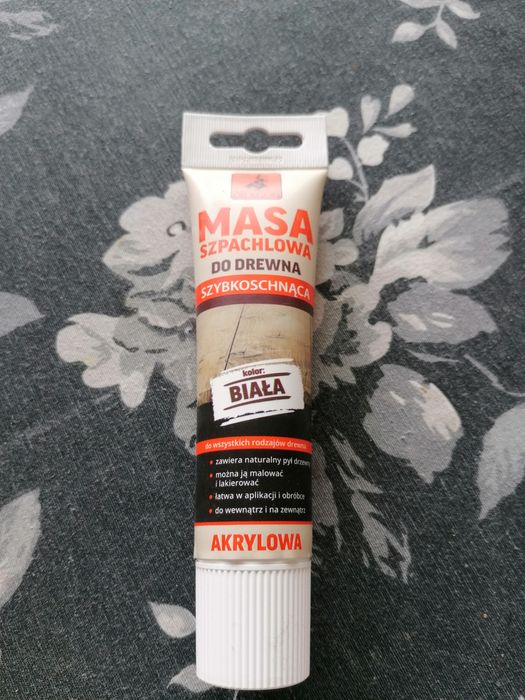 MASA
SZPACHLOWA
DO DREWNA
SZYBKOSCHNĄCA
kolor:
BIAŁA
do wszystkich rodzajów drewna
• zawiera naturalny pył drzewny
• można ją malować
i lakierować
• łatwa w aplikacji i obróbce
• do wewnątrz i na zewnątrz
AKRYLOWA